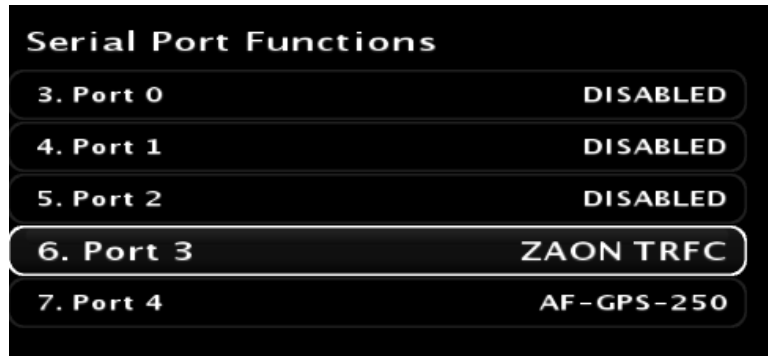 Serial Port Functions
3. Port 0 DISABLED
4. Port 1 DISABLED
5. Port 2 DISABLED
6. Port 3 ZAON TRFC
7. Port 4 AF-GPS-250